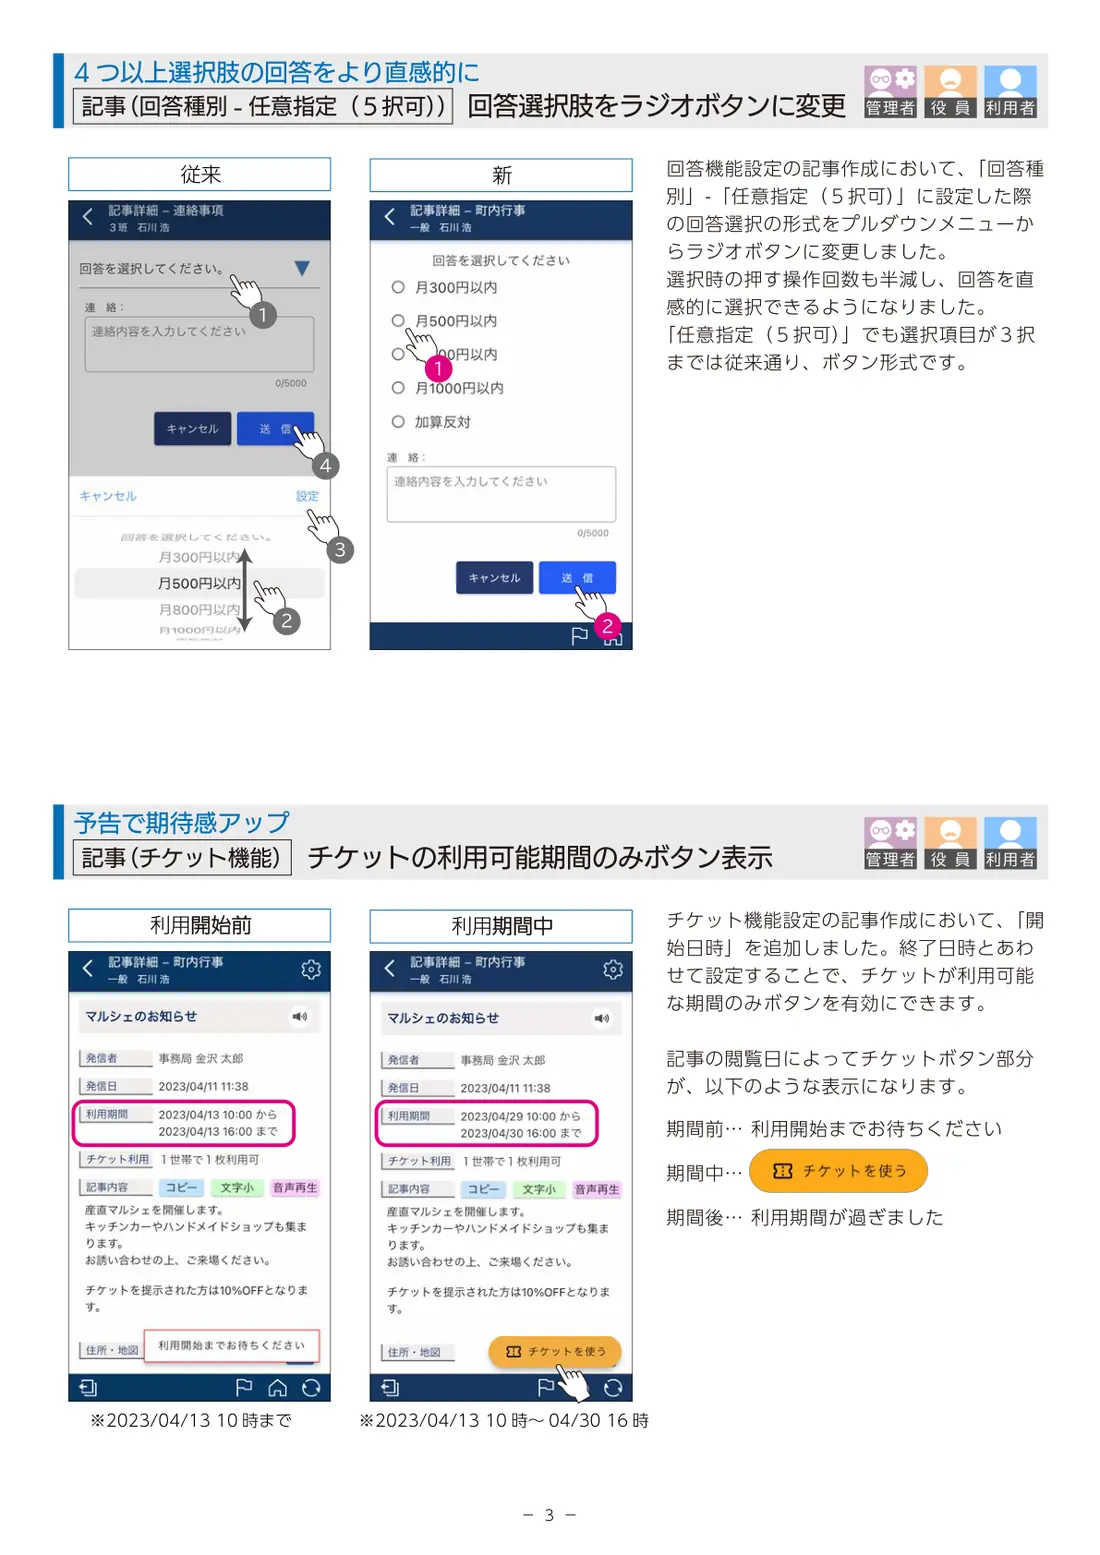 4つ以上選択肢の回答をより直感的に
記事（回答種別 - 任意指定（５択可））　回答選択肢をラジオボタンに変更
管理者　役 員　利用者
従来
記事詳細 – 連絡事項
３班　石川 浩
回答を選択してください。
1
連　絡：
連絡内容を入力してください
0/5000
キャンセル　送　信
4
キャンセル　設定
3
回答を選択してください。
月300円以内
月500円以内
月800円以内
2
月1000円以内
新
記事詳細 – 町内行事
一般　石川 浩
回答を選択してください
月300円以内
月500円以内
1
00円以内
月1000円以内
加算反対
連　絡：
連絡内容を入力してください
0/5000
キャンセル　送　信
2
回答機能設定の記事作成において、「回答種
別」-「任意指定（５択可）」に設定した際
の回答選択の形式をプルダウンメニューか
らラジオボタンに変更しました。
選択時の押す操作回数も半減し、回答を直
感的に選択できるようになりました。
「任意指定（５択可）」でも選択項目が３択
までは従来通り、ボタン形式です。
予告で期待感アップ
記事（チケット機能）　チケットの利用可能期間のみボタン表示
管理者　役 員　利用者
利用開始前
記事詳細 – 町内行事
一般　石川 浩
マルシェのお知らせ
発信者　事務局 金沢 太郎
発信日　2023/04/11 11:38
利用期間　2023/04/13 10:00 から
2023/04/13 16:00 まで
チケット利用　１世帯で１枚利用可
記事内容　コピー　文字小　音声再生
産直マルシェを開催します。
キッチンカーやハンドメイドショップも集ま
ります。
お誘い合わせの上、ご来場ください。
チケットを提示された方は10%OFFとなりま
す。
住所・地図　利用開始までお待ちください
※2023/04/13 10 時まで
利用期間中
記事詳細 – 町内行事
一般　石川 浩
マルシェのお知らせ
発信者　事務局 金沢 太郎
発信日　2023/04/11 11:38
利用期間　2023/04/29 10:00 から
2023/04/30 16:00 まで
チケット利用　１世帯で１枚利用可
記事内容　コピー　文字小　音声再生
産直マルシェを開催します。
キッチンカーやハンドメイドショップも集ま
ります。
お誘い合わせの上、ご来場ください。
チケットを提示された方は10%OFFとなりま
す。
住所・地図　チケットを使う
※2023/04/13 10 時～ 04/30 16 時
チケット機能設定の記事作成において、「開
始日時」を追加しました。終了日時とあわ
せて設定することで、チケットが利用可能
な期間のみボタンを有効にできます。
記事の閲覧日によってチケットボタン部分
が、以下のような表示になります。
期間前… 利用開始までお待ちください
期間中… チケットを使う
期間後… 利用期間が過ぎました
− 3 −